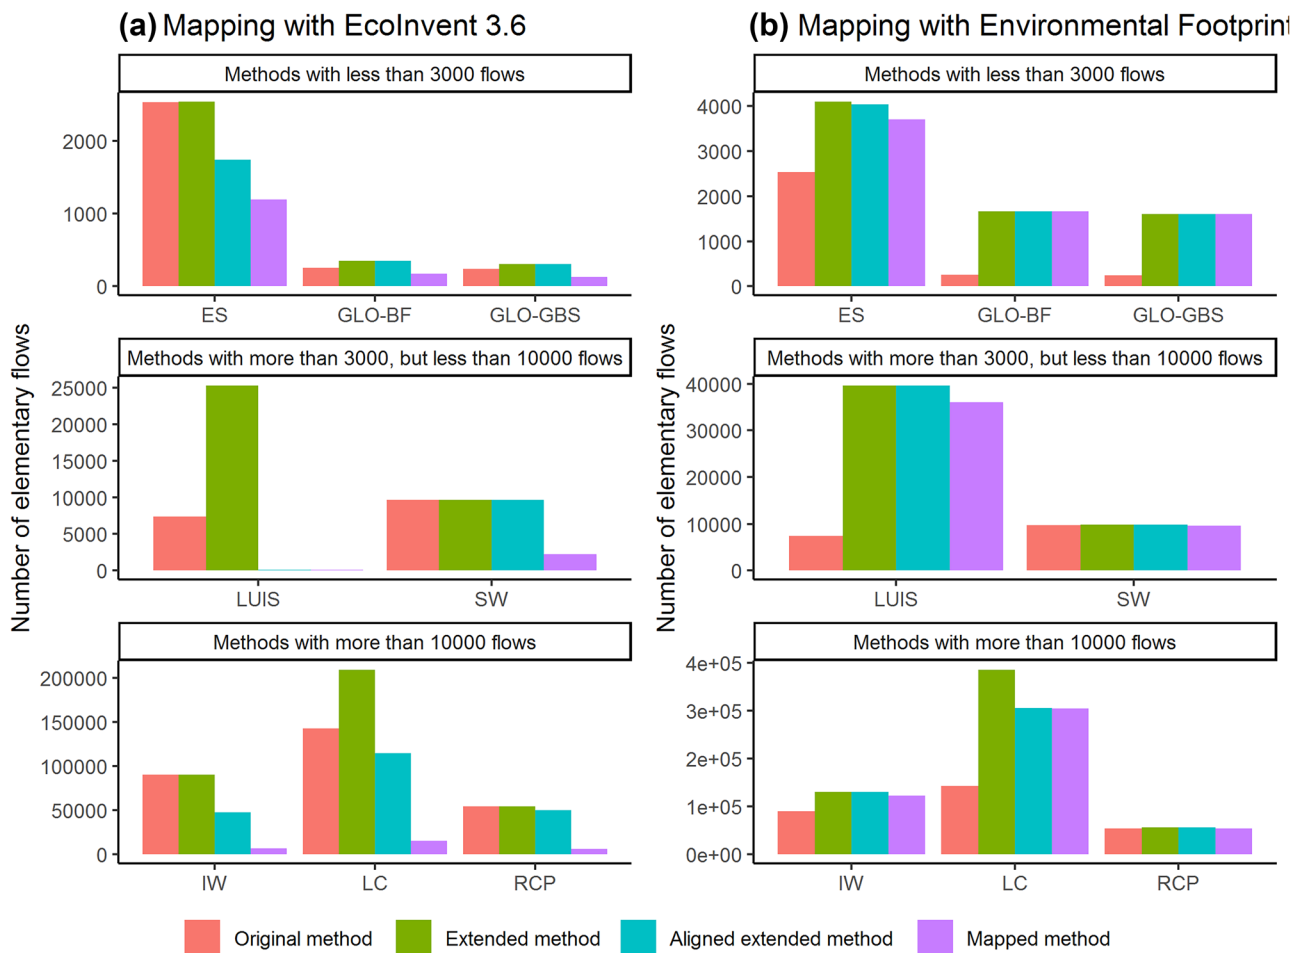 (a) Mapping with EcoInvent 3.6
Methods with less than 3000 flows
2000
1000
0
ES GLO-BF GLO-GBS
Methods with more than 3000, but less than 10000 flows
25000
20000
15000
10000
5000
0
LUIS SW
Methods with more than 10000 flows
200000
150000
100000
50000
0
IW LC RCP
Number of elementary flows
(b) Mapping with Environmental Footprint
Methods with less than 3000 flows
4000
3000
2000
1000
0
ES GLO-BF GLO-GBS
Methods with more than 3000, but less than 10000 flows
40000
30000
20000
10000
0
LUIS SW
Methods with more than 10000 flows
4e+05
3e+05
2e+05
1e+05
0e+00
IW LC RCP
Number of elementary flows
Original method Extended method Aligned extended method Mapped method